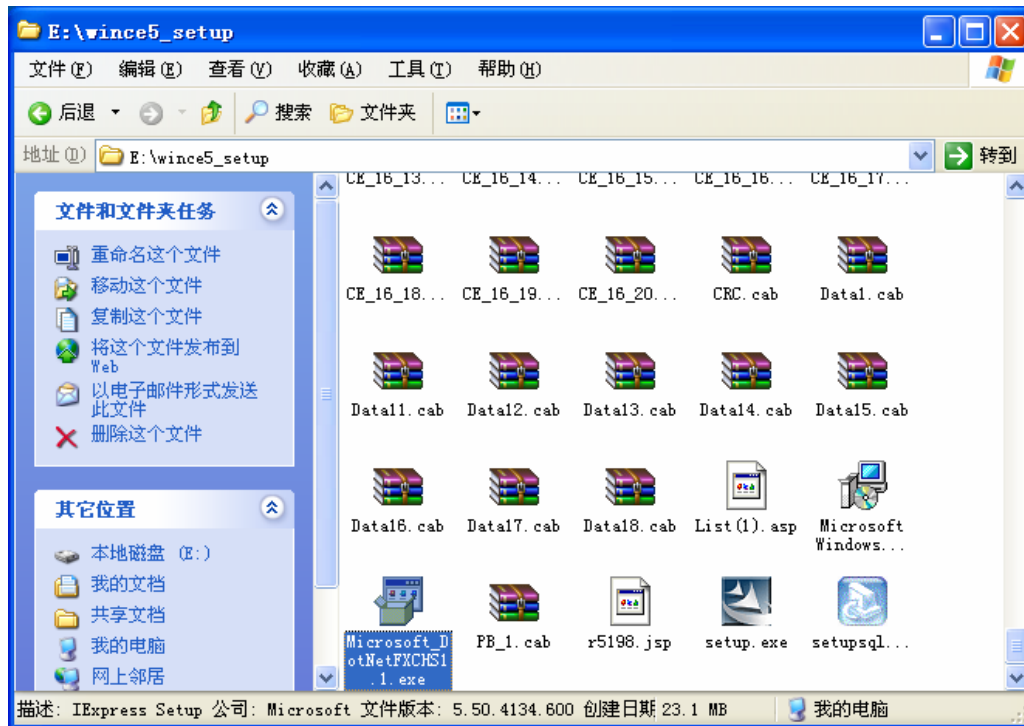 E:\wince5_setup
文件(F) 编辑(E) 查看(V) 收藏(A) 工具(T) 帮助(H)
后退 搜索 文件夹
地址(D) E:\wince5_setup 转到
文件和文件夹任务
重命名这个文件
移动这个文件
复制这个文件
将这个文件发布到
Web
以电子邮件形式发送
此文件
删除这个文件
其它位置
本地磁盘 (E:)
我的文档
共享文档
我的电脑
网上邻居
CE_16_13... CE_16_14... CE_16_15... CE_16_16... CE_16_17...
CE_16_18... CE_16_19... CE_16_20... CRC.cab Data1.cab
Data11.cab Data12.cab Data13.cab Data14.cab Data15.cab
Data16.cab Data17.cab Data18.cab List(1).asp Microsoft
Windows...
Microsoft_D
otNetFXCHS1
.1.exe
PB_1.cab r5198.jsp setup.exe setupsql...
描述: IExpress Setup 公司: Microsoft 文件版本: 5.50.4134.600 创建日期 23.1 MB 我的电脑